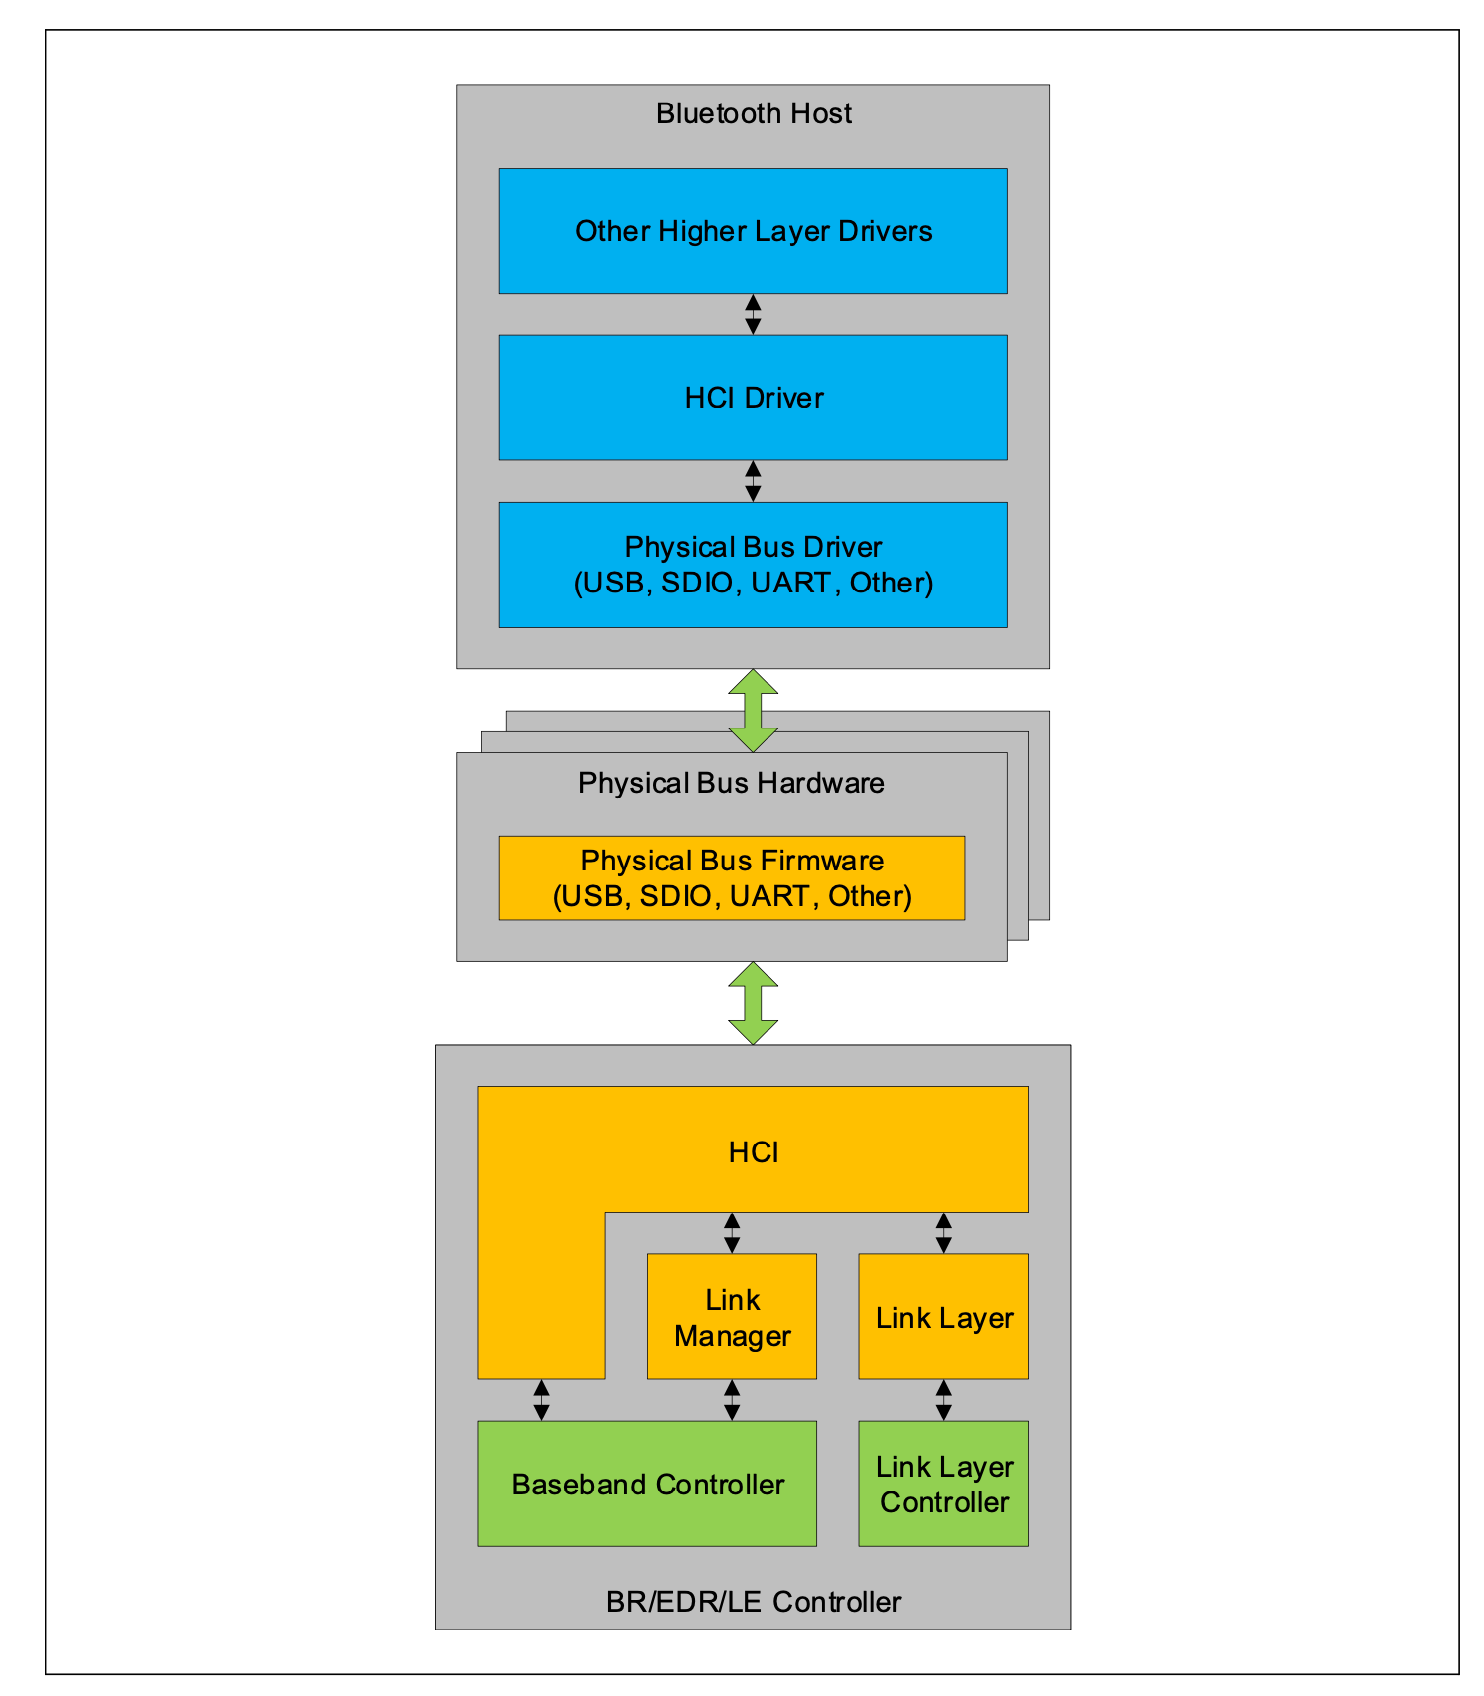 Bluetooth Host
Other Higher Layer Drivers
HCI Driver
Physical Bus Driver
(USB, SDIO, UART, Other)
Physical Bus Hardware
Physical Bus Firmware
(USB, SDIO, UART, Other)
HCI
Link
Manager
Link Layer
Baseband Controller
Link Layer
Controller
BR/EDR/LE Controller